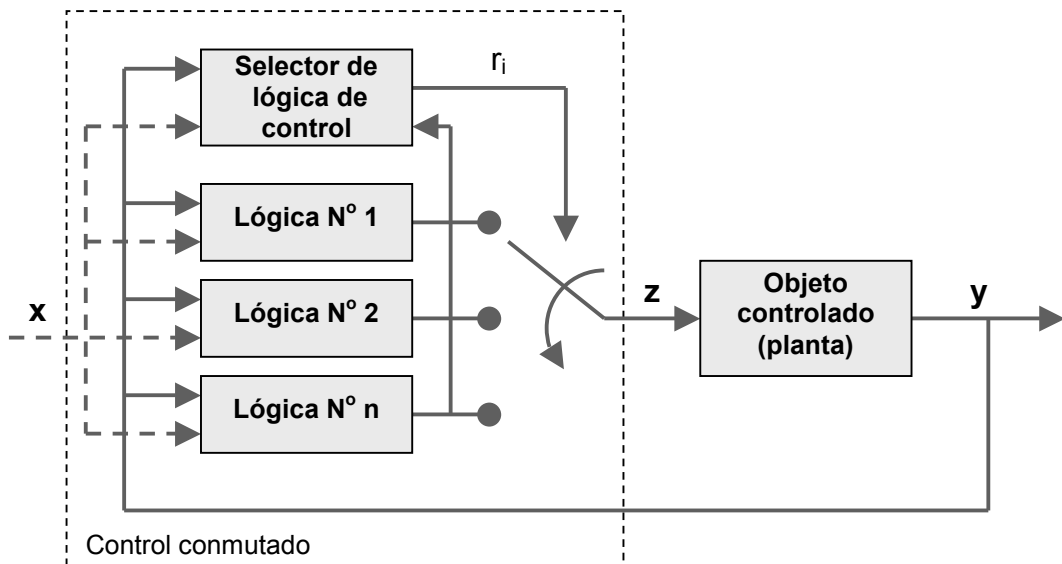 Selector de
lógica de
control
rᵢ
Lógica Nº 1
Lógica Nº 2
Lógica Nº n
x
z
Objeto
controlado
(planta)
y
Control conmutado